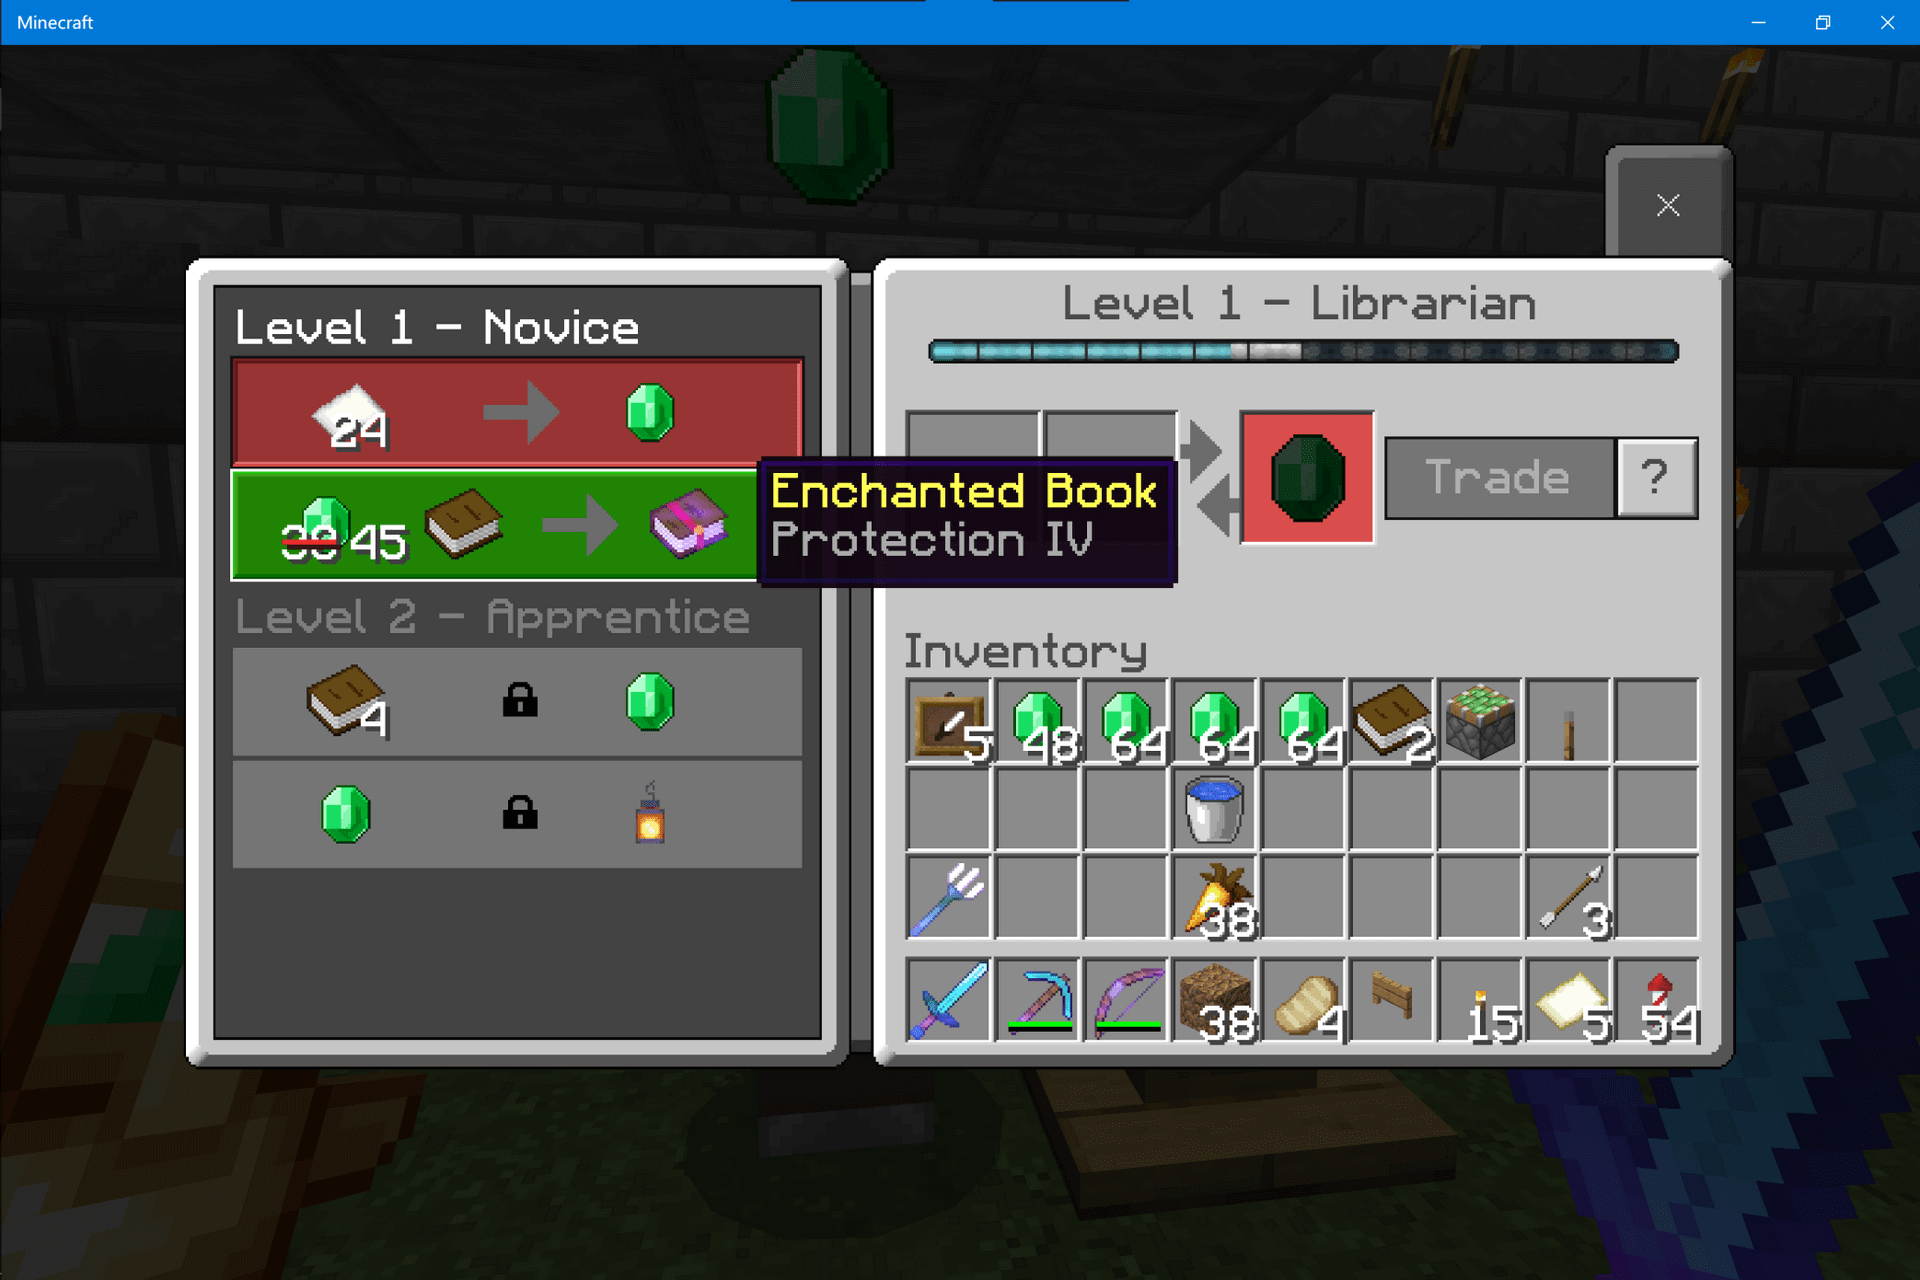 Minecraft
Level 1 - Novice
24
45
Enchanted Book
Protection IV
Level 2 - Apprentice
4
Level 1 - Librarian
Trade
?
Inventory
5 48 64 64 64 2
38 3
38 4 15 5 54